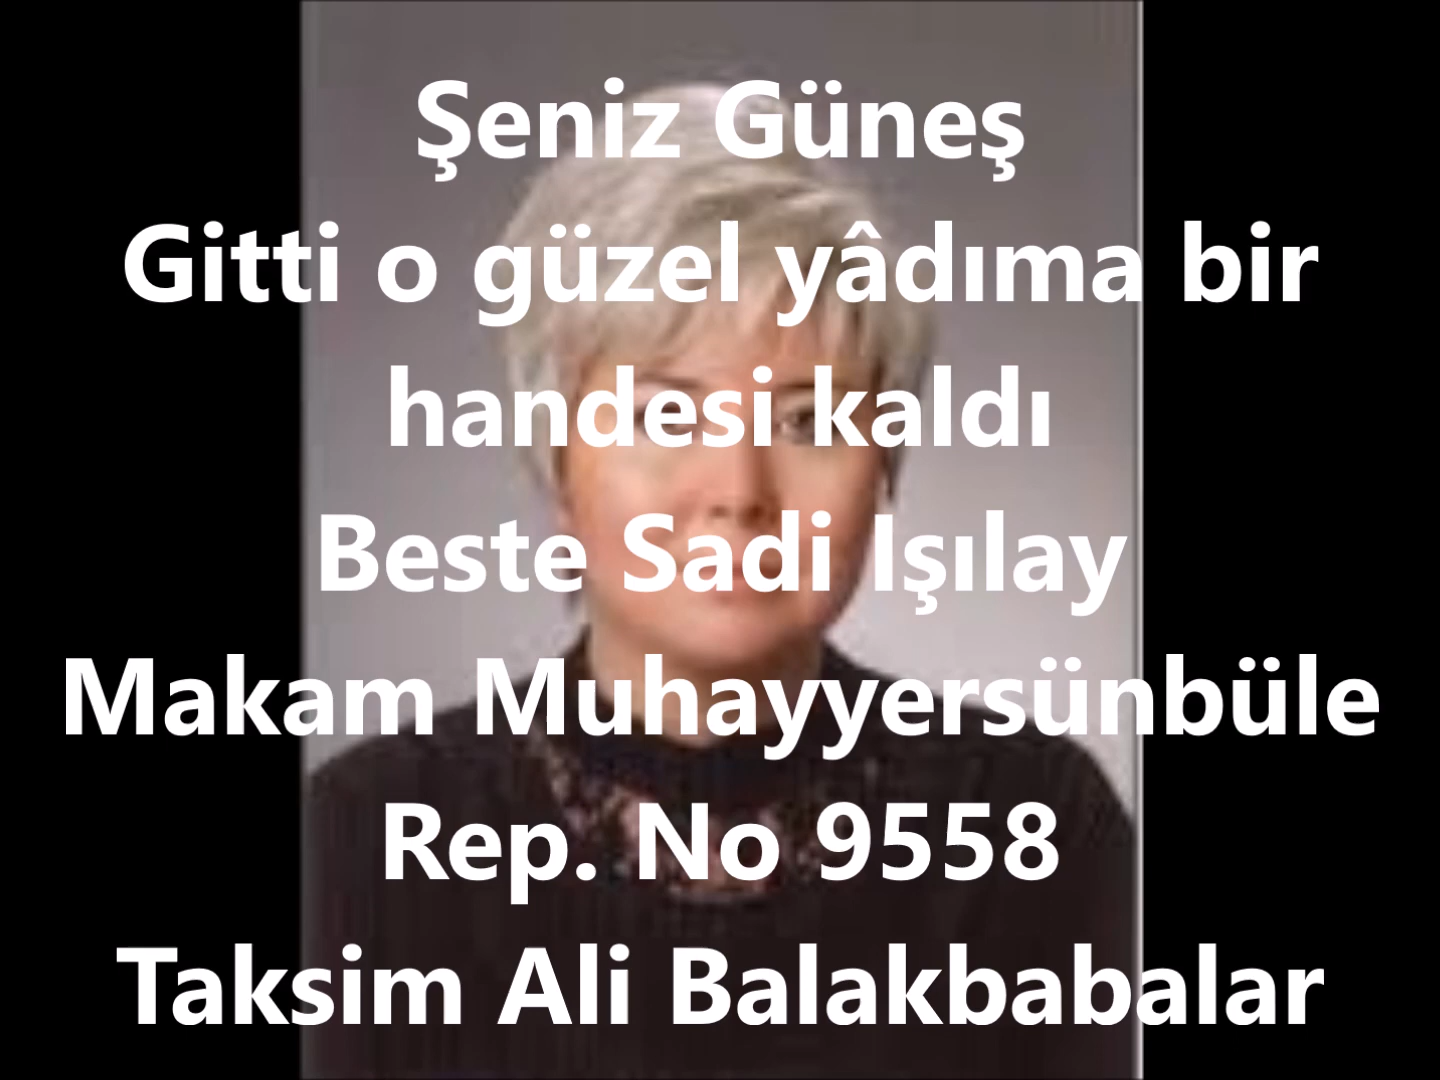 Şeniz Güneş
Gitti o güzel yâdıma bir
handesi kaldı
Beste Sadi Işılay
Makam Muhayyersünbüle
Rep. No 9558
Taksim Ali Balakbabalar